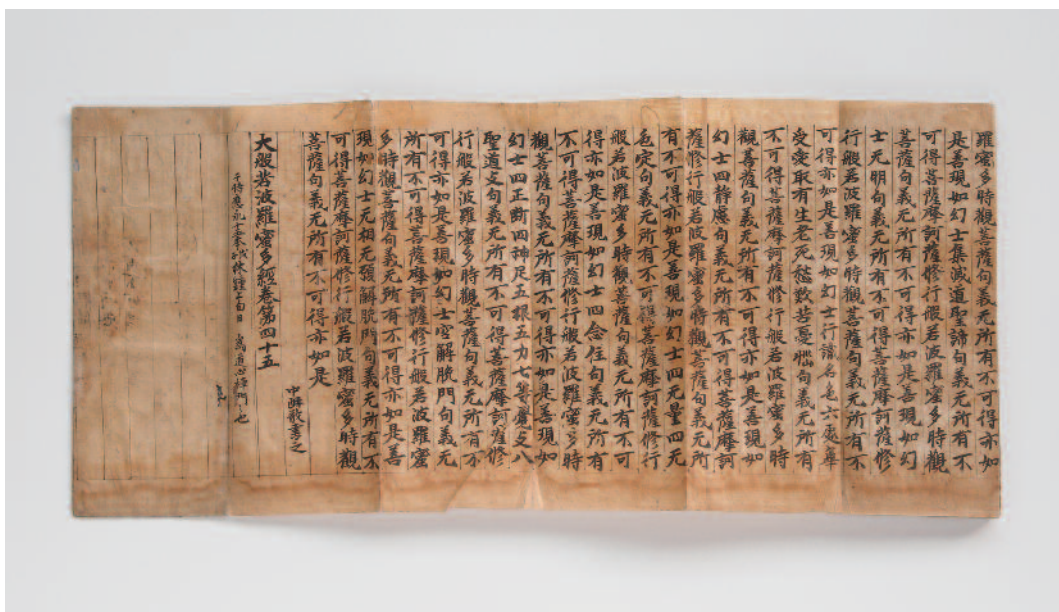 羅蜜多時觀菩薩句義无所有不可得亦如
是善現如幻士集滅道聖諦句義无所有不
可得菩薩摩訶薩修行般若波羅蜜多時觀
菩薩句義无所有不可得亦如是善現如幻
士无明句義无所有不可得菩薩摩訶薩修
行般若波羅蜜多時觀菩薩句義无所有不
可得亦如是善現如幻士行識名色六處觸
受愛取有生老死愁歎苦憂惱句義无所有
不可得菩薩摩訶薩修行般若波羅蜜多時
觀菩薩句義无所有不可得亦如是善現如
幻士四静慮句義无所有不可得菩薩摩訶
薩修行般若波羅蜜多時觀菩薩句義无所
有不可得亦如是善現如幻士四无量四无
色定句義无所有不可得菩薩摩訶薩修行
般若波羅蜜多時觀菩薩句義无所有不可
得亦如是善現如幻士四念住句義无所有
不可得菩薩摩訶薩修行般若波羅蜜多時
觀菩薩句義无所有不可得亦如是善現如
幻士四正断四神足五根五力七等覺支八
聖道支句義无所有不可得菩薩摩訶薩修
行般若波羅蜜多時觀菩薩句義无所有不
可得亦如是善現如幻士空解脫門句義无
所有不可得菩薩摩訶薩修行般若波羅蜜
多時觀菩薩句義无所有不可得亦如是善
現如幻士无相无願解脫門句義无所有不
可得菩薩摩訶薩修行般若波羅蜜多時觀
菩薩句義无所有不可得亦如是
大般若波羅蜜多經卷第四十五
書之
于時應永十